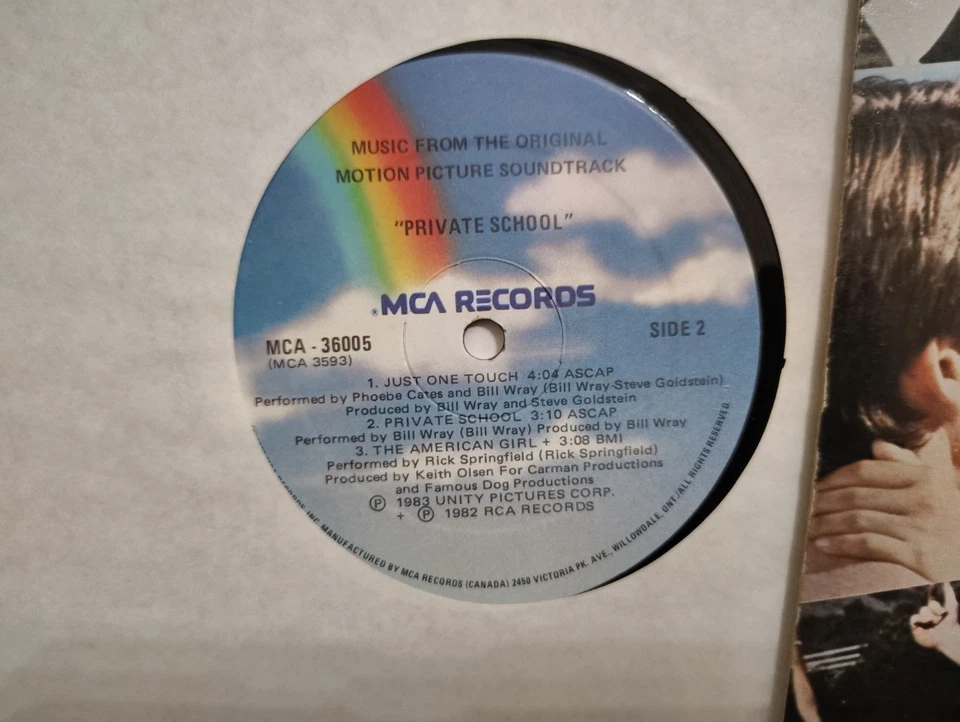 MUSIC FROM THE ORIGINAL
MOTION PICTURE SOUNDTRACK
"PRIVATE SCHOOL"
® MCA RECORDS
MCA - 36005
(MCA 3593)
SIDE 2
1. JUST ONE TOUCH 4:04 ASCAP
Performed by Phoebe Cates and Bill Wray (Bill Wray-Steve Goldstein)
Produced by Bill Wray and Steve Goldstein
2. PRIVATE SCHOOL 3:10 ASCAP
Performed by Bill Wray (Bill Wray) Produced by Bill Wray
3. THE AMERICAN GIRL + 3:08 BMI
Performed by Rick Springfield (Rick Springfield)
Produced by Keith Olsen For Carman Productions
and Famous Dog Productions
Ⓟ 1983 UNITY PICTURES CORP.
+ Ⓟ 1982 RCA RECORDS
INC. MANUFACTURED BY MCA RECORDS (CANADA) 2450 VICTORIA PK. AVE., WILLOWDALE, ONT./ALL RIGHTS RESERVED.